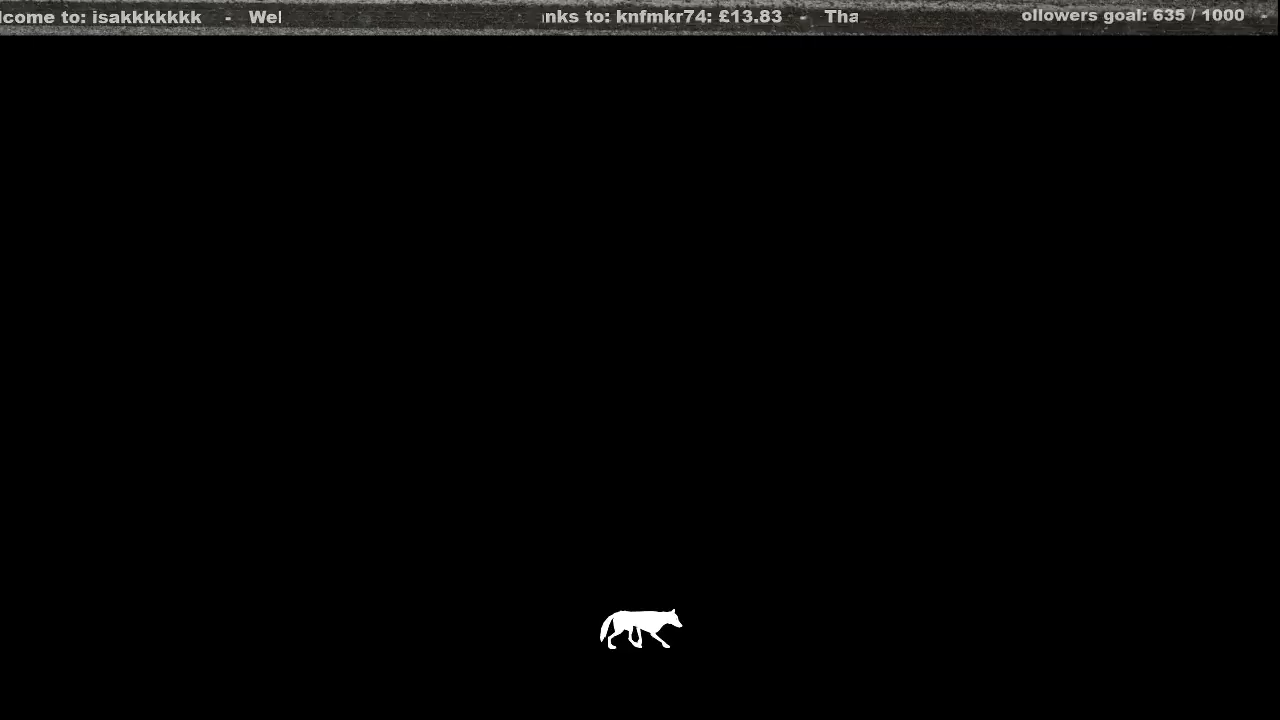 lcome to: isakkkkkkk - Wel
nks to: knfmkr74: £13.83 - Tha
ollowers goal: 635 / 1000 -